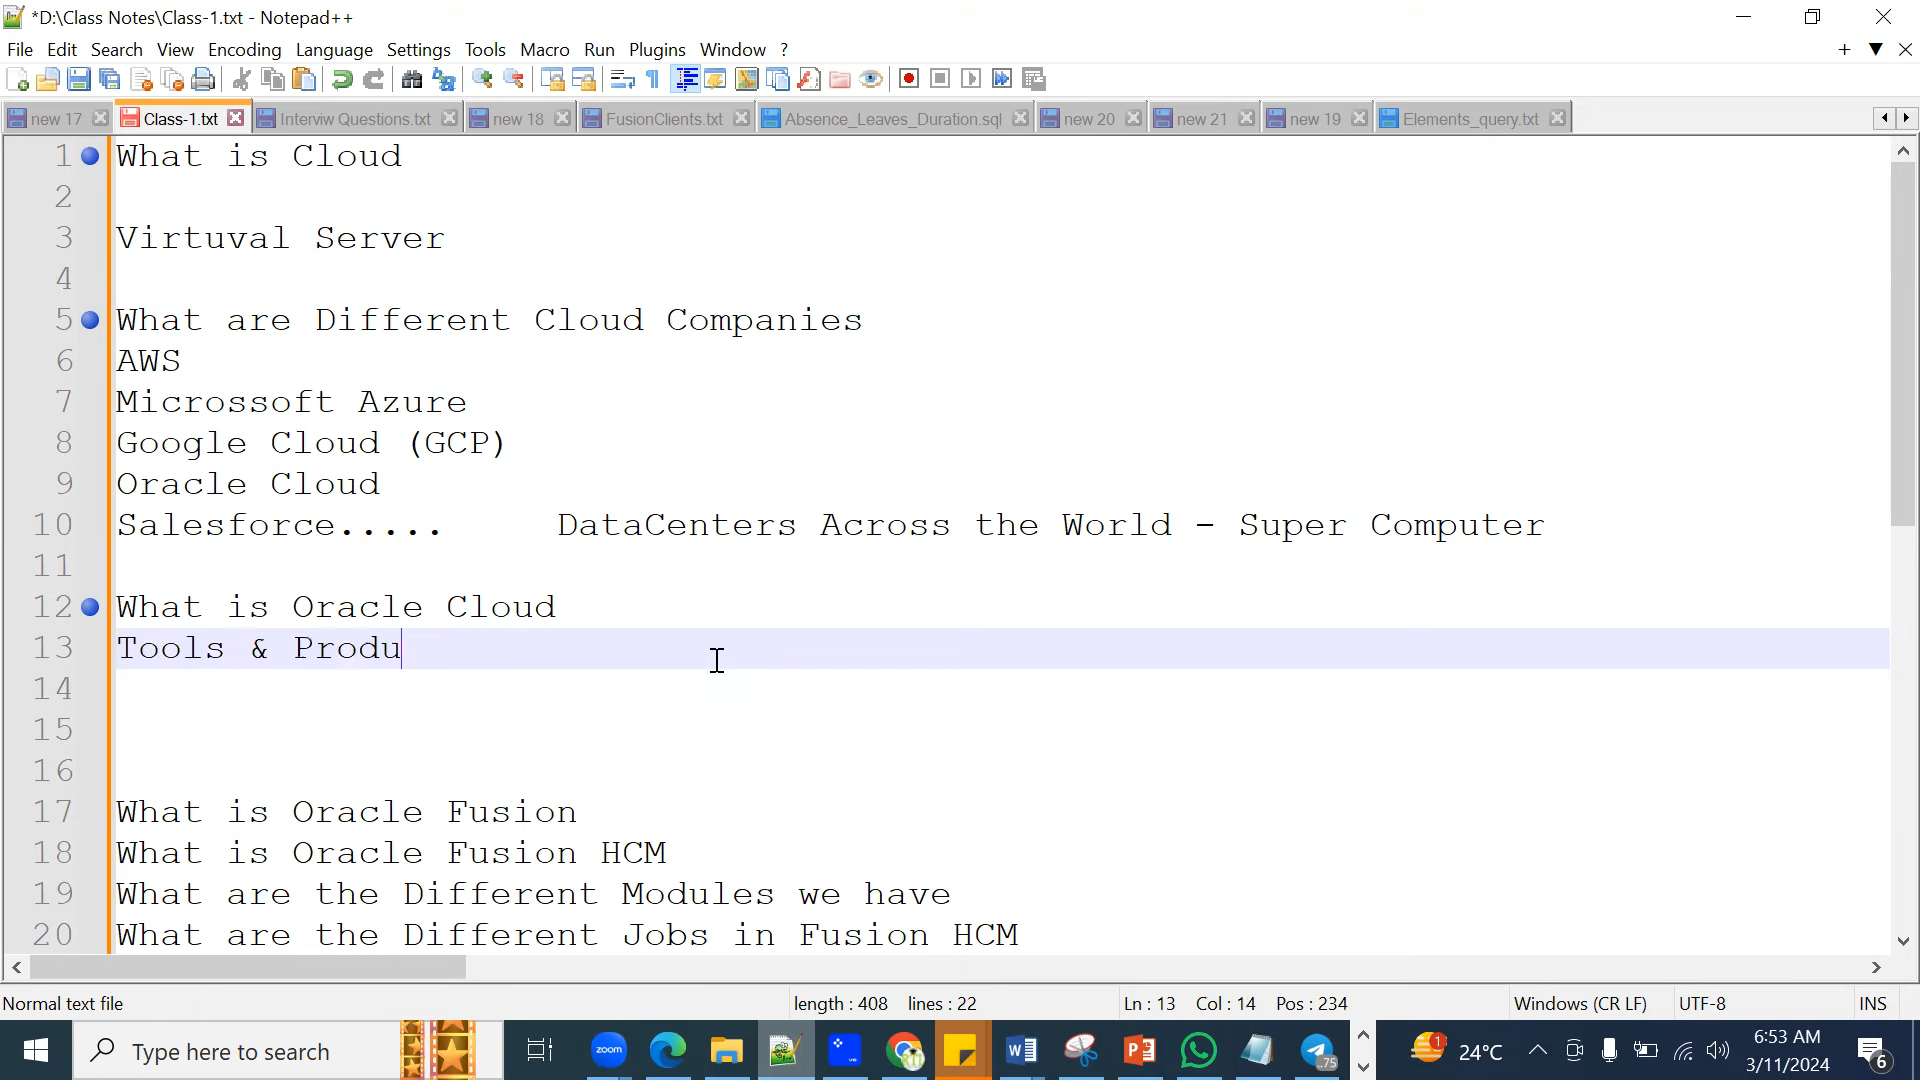 *D:\Class Notes\Class-1.txt - Notepad++
File Edit Search View Encoding Language Settings Tools Macro Run Plugins Window ?
new 17 Class-1.txt Interviw Questions.txt new 18 FusionClients.txt Absence_Leaves_Duration.sql new 20 new 21 new 19 Elements_query.txt
1 What is Cloud
2
3 Virtuval Server
4
5 What are Different Cloud Companies
6 AWS
7 Microssoft Azure
8 Google Cloud (GCP)
9 Oracle Cloud
10 Salesforce..... DataCenters Across the World - Super Computer
11
12 What is Oracle Cloud
13 Tools & Produ
14
15
16
17 What is Oracle Fusion
18 What is Oracle Fusion HCM
19 What are the Different Modules we have
20 What are the Different Jobs in Fusion HCM
Normal text file length : 408 lines : 22 Ln : 13 Col : 14 Pos : 234 Windows (CR LF) UTF-8 INS
Type here to search zoom 75 1 24°C 6:53 AM
3/11/2024 6